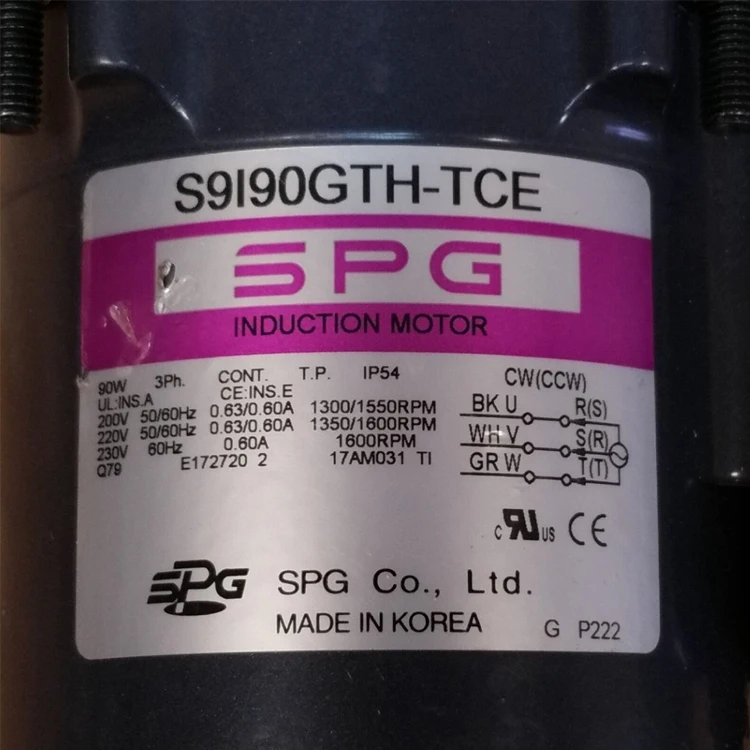 S9I90GTH-TCE
SPG
INDUCTION MOTOR
90W 3Ph. CONT. T.P. IP54
UL:INS.A CE:INS.E
200V 50/60Hz 0.63/0.60A 1300/1550RPM
220V 50/60Hz 0.63/0.60A 1350/1600RPM
230V 60Hz 0.60A 1600RPM
Q79 E172720 2 17AM031 TI
CW(CCW)
BK U R(S)
WH V S(R)
GR W T(T)
c RU US CE
SPG SPG Co., Ltd.
MADE IN KOREA
G P222